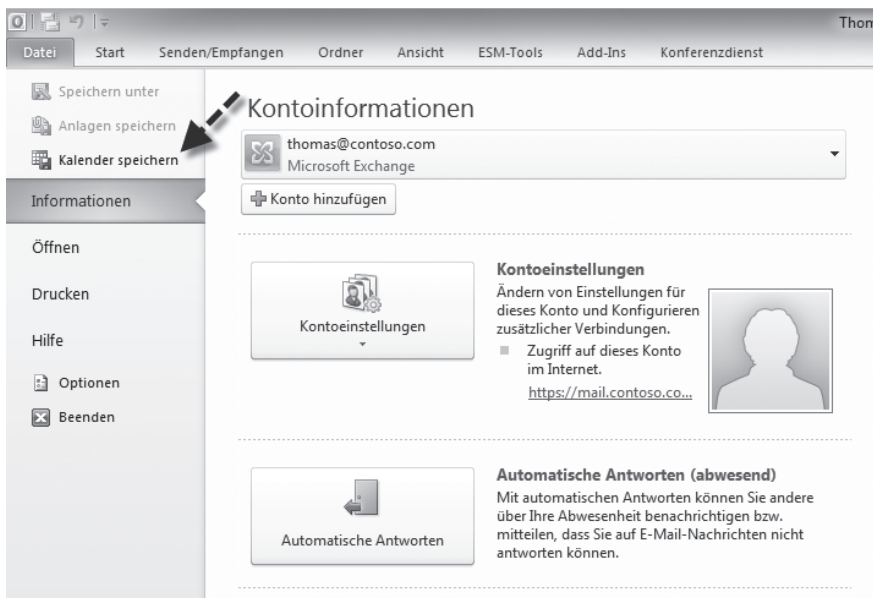 Thom
Datei Start Senden/Empfangen Ordner Ansicht ESM-Tools Add-Ins Konferenzdienst
Speichern unter
Anlagen speichern
Kalender speichern
Informationen
Öffnen
Drucken
Hilfe
Optionen
Beenden
Kontoinformationen
thomas@contoso.com
Microsoft Exchange
Konto hinzufügen
Kontoeinstellungen
Kontoeinstellungen
Ändern von Einstellungen für
dieses Konto und Konfigurieren
zusätzlicher Verbindungen.
Zugriff auf dieses Konto
im Internet.
https://mail.contoso.co...
Automatische Antworten
Automatische Antworten (abwesend)
Mit automatischen Antworten können Sie andere
über Ihre Abwesenheit benachrichtigen bzw.
mitteilen, dass Sie auf E-Mail-Nachrichten nicht
antworten können.